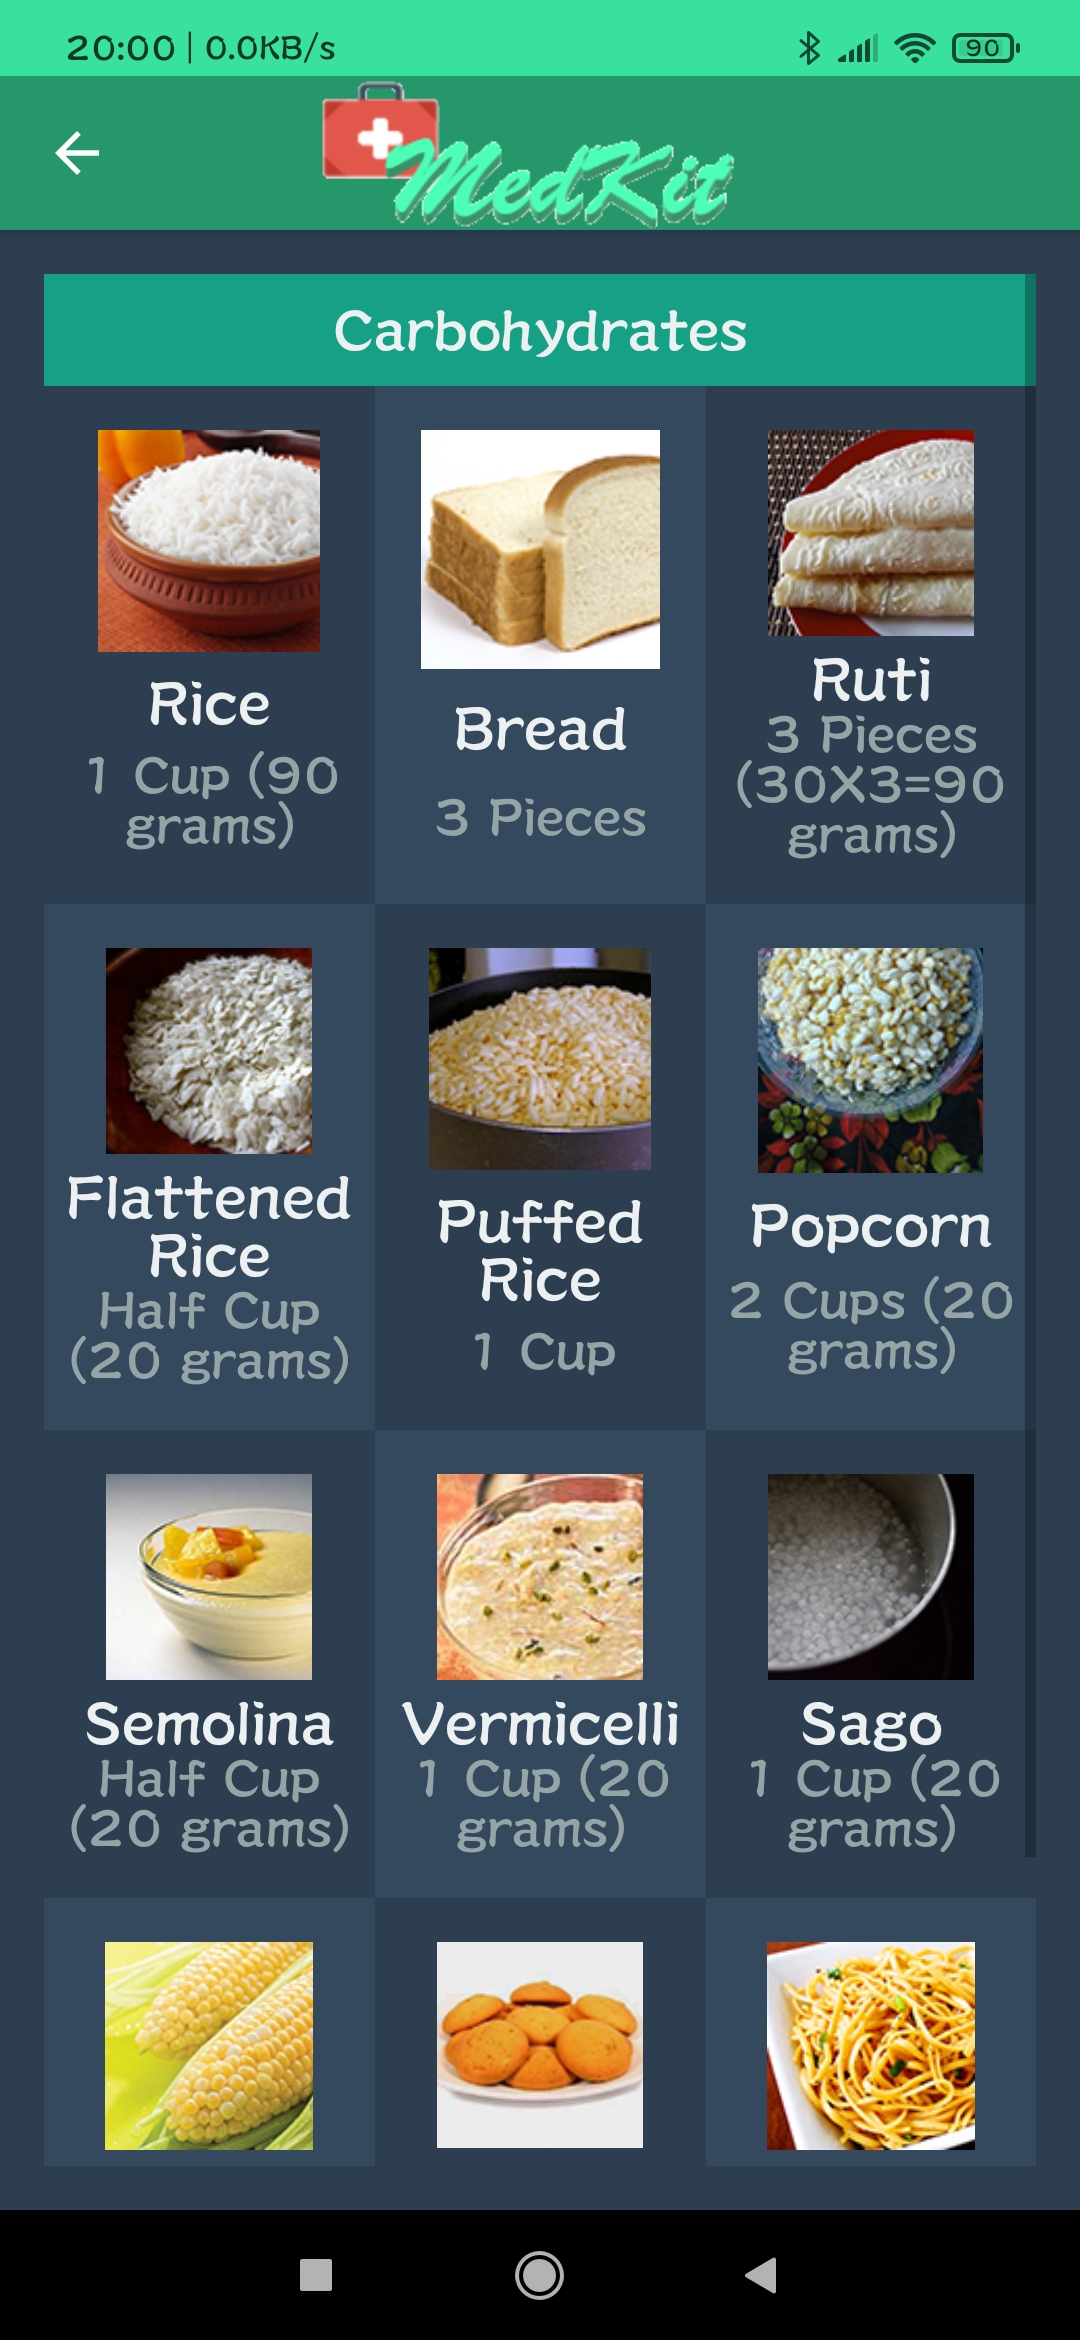 20:00 | 0.0KB/s
90
MedKit
Carbohydrates
Rice
1 Cup (90
grams)
Bread
3 Pieces
Ruti
3 Pieces
(30X3=90
grams)
Flattened
Rice
Half Cup
(20 grams)
Puffed
Rice
1 Cup
Popcorn
2 Cups (20
grams)
Semolina
Half Cup
(20 grams)
Vermicelli
1 Cup (20
grams)
Sago
1 Cup (20
grams)